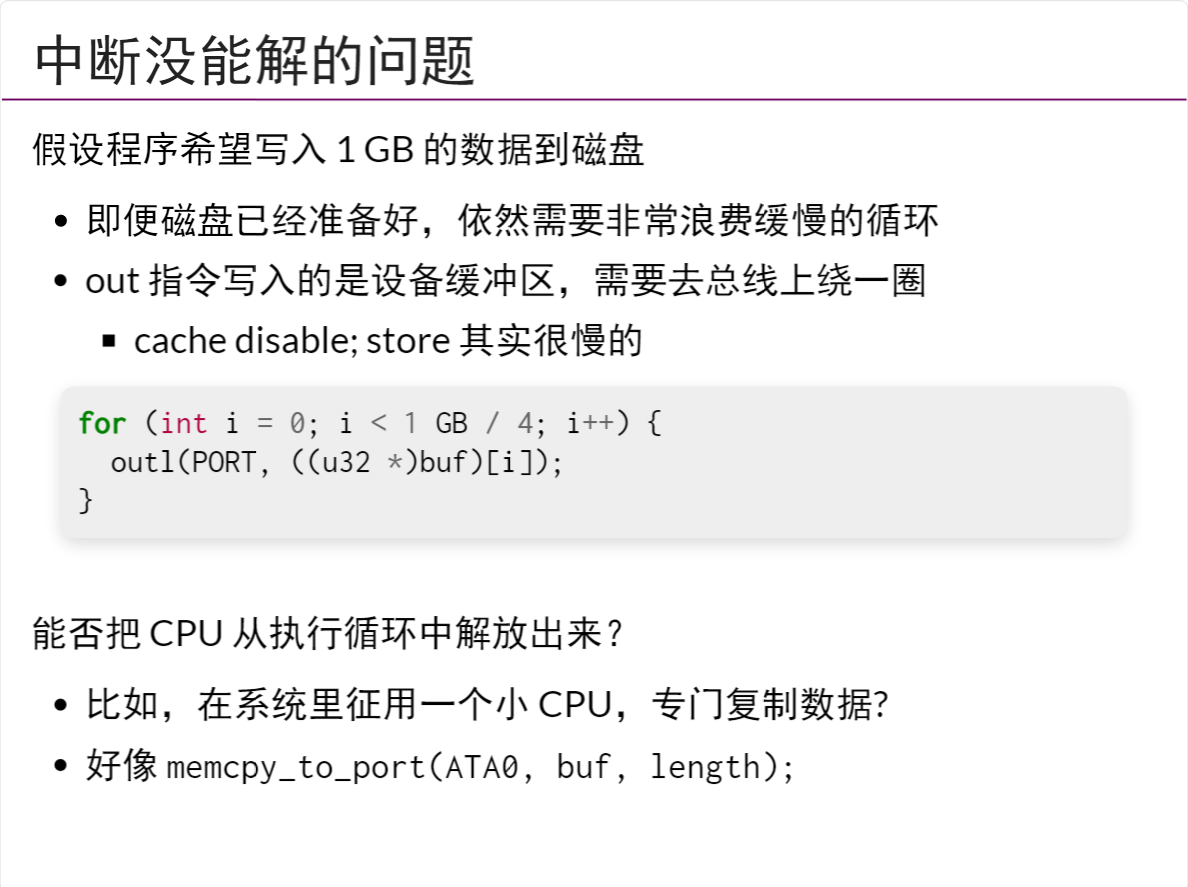 中断没能解的问题
假设程序希望写入 1 GB 的数据到磁盘
• 即便磁盘已经准备好，依然需要非常浪费缓慢的循环
• out 指令写入的是设备缓冲区，需要去总线上绕一圈
▪ cache disable; store 其实很慢的
for (int i = 0; i < 1 GB / 4; i++) {
  outl(PORT, ((u32 *)buf)[i]);
}
能否把 CPU 从执行循环中解放出来？
• 比如，在系统里征用一个小 CPU，专门复制数据?
• 好像 memcpy_to_port(ATA0, buf, length);